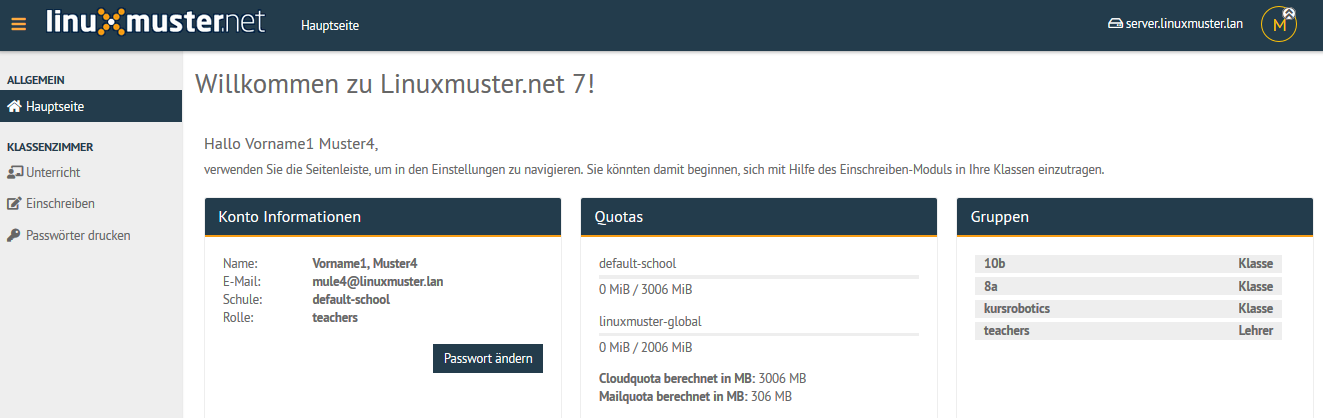 linuxmuster.net
Hauptseite
server.linuxmuster.lan
M
ALLGEMEIN
Hauptseite
KLASSENZIMMER
Unterricht
Einschreiben
Passwörter drucken
Willkommen zu Linuxmuster.net 7!
Hallo Vorname1 Muster4,
verwenden Sie die Seitenleiste, um in den Einstellungen zu navigieren. Sie könnten damit beginnen, sich mit Hilfe des Einschreiben-Moduls in Ihre Klassen einzutragen.
Konto Informationen
Name: Vorname1, Muster4
E-Mail: mule4@linuxmuster.lan
Schule: default-school
Rolle: teachers
Passwort ändern
Quotas
default-school
0 MiB / 3006 MiB
linuxmuster-global
0 MiB / 2006 MiB
Cloudquota berechnet in MB: 3006 MB
Mailquota berechnet in MB: 306 MB
Gruppen
10b Klasse
8a Klasse
kursrobotics Klasse
teachers Lehrer